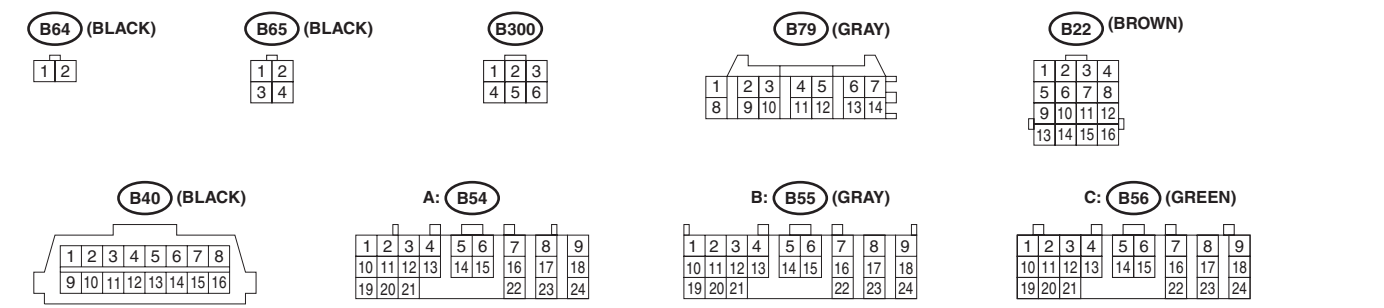 B64 (BLACK)
B65 (BLACK)
B300
B79 (GRAY)
B22 (BROWN)
1 2
1 2
3 4
1 2 3
4 5 6
1 2 3 4 5 6 7
8 9 10 11 12 13 14
1 2 3 4
5 6 7 8
9 10 11 12
13 14 15 16
B40 (BLACK)
A: B54
B: B55 (GRAY)
C: B56 (GREEN)
1 2 3 4 5 6 7 8
9 10 11 12 13 14 15 16
1 2 3 4 5 6 7 8 9
10 11 12 13 14 15 16 17 18
19 20 21 22 23 24
1 2 3 4 5 6 7 8 9
10 11 12 13 14 15 16 17 18
19 20 21 22 23 24
1 2 3 4 5 6 7 8 9
10 11 12 13 14 15 16 17 18
19 20 21 22 23 24